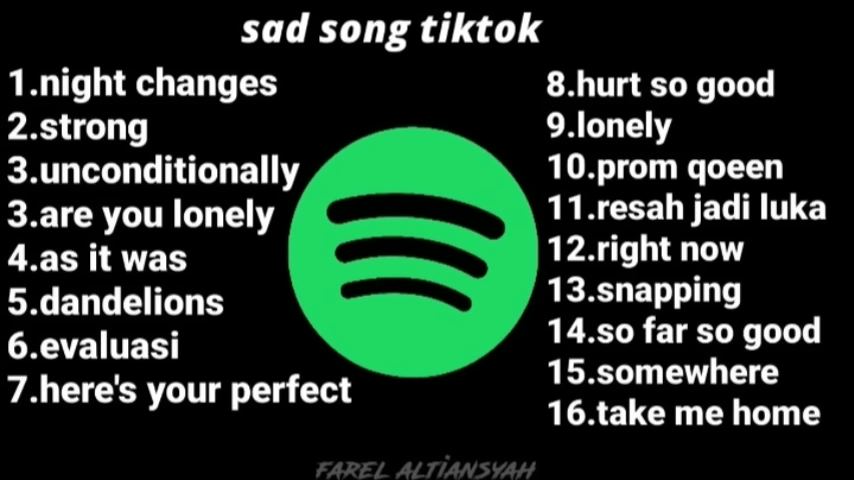 sad song tiktok
1.night changes
2.strong
3.unconditionally
3.are you lonely
4.as it was
5.dandelions
6.evaluasi
7.here's your perfect
8.hurt so good
9.lonely
10.prom qoeen
11.resah jadi luka
12.right now
13.snapping
14.so far so good
15.somewhere
16.take me home
FAREL ALTİANSYAH